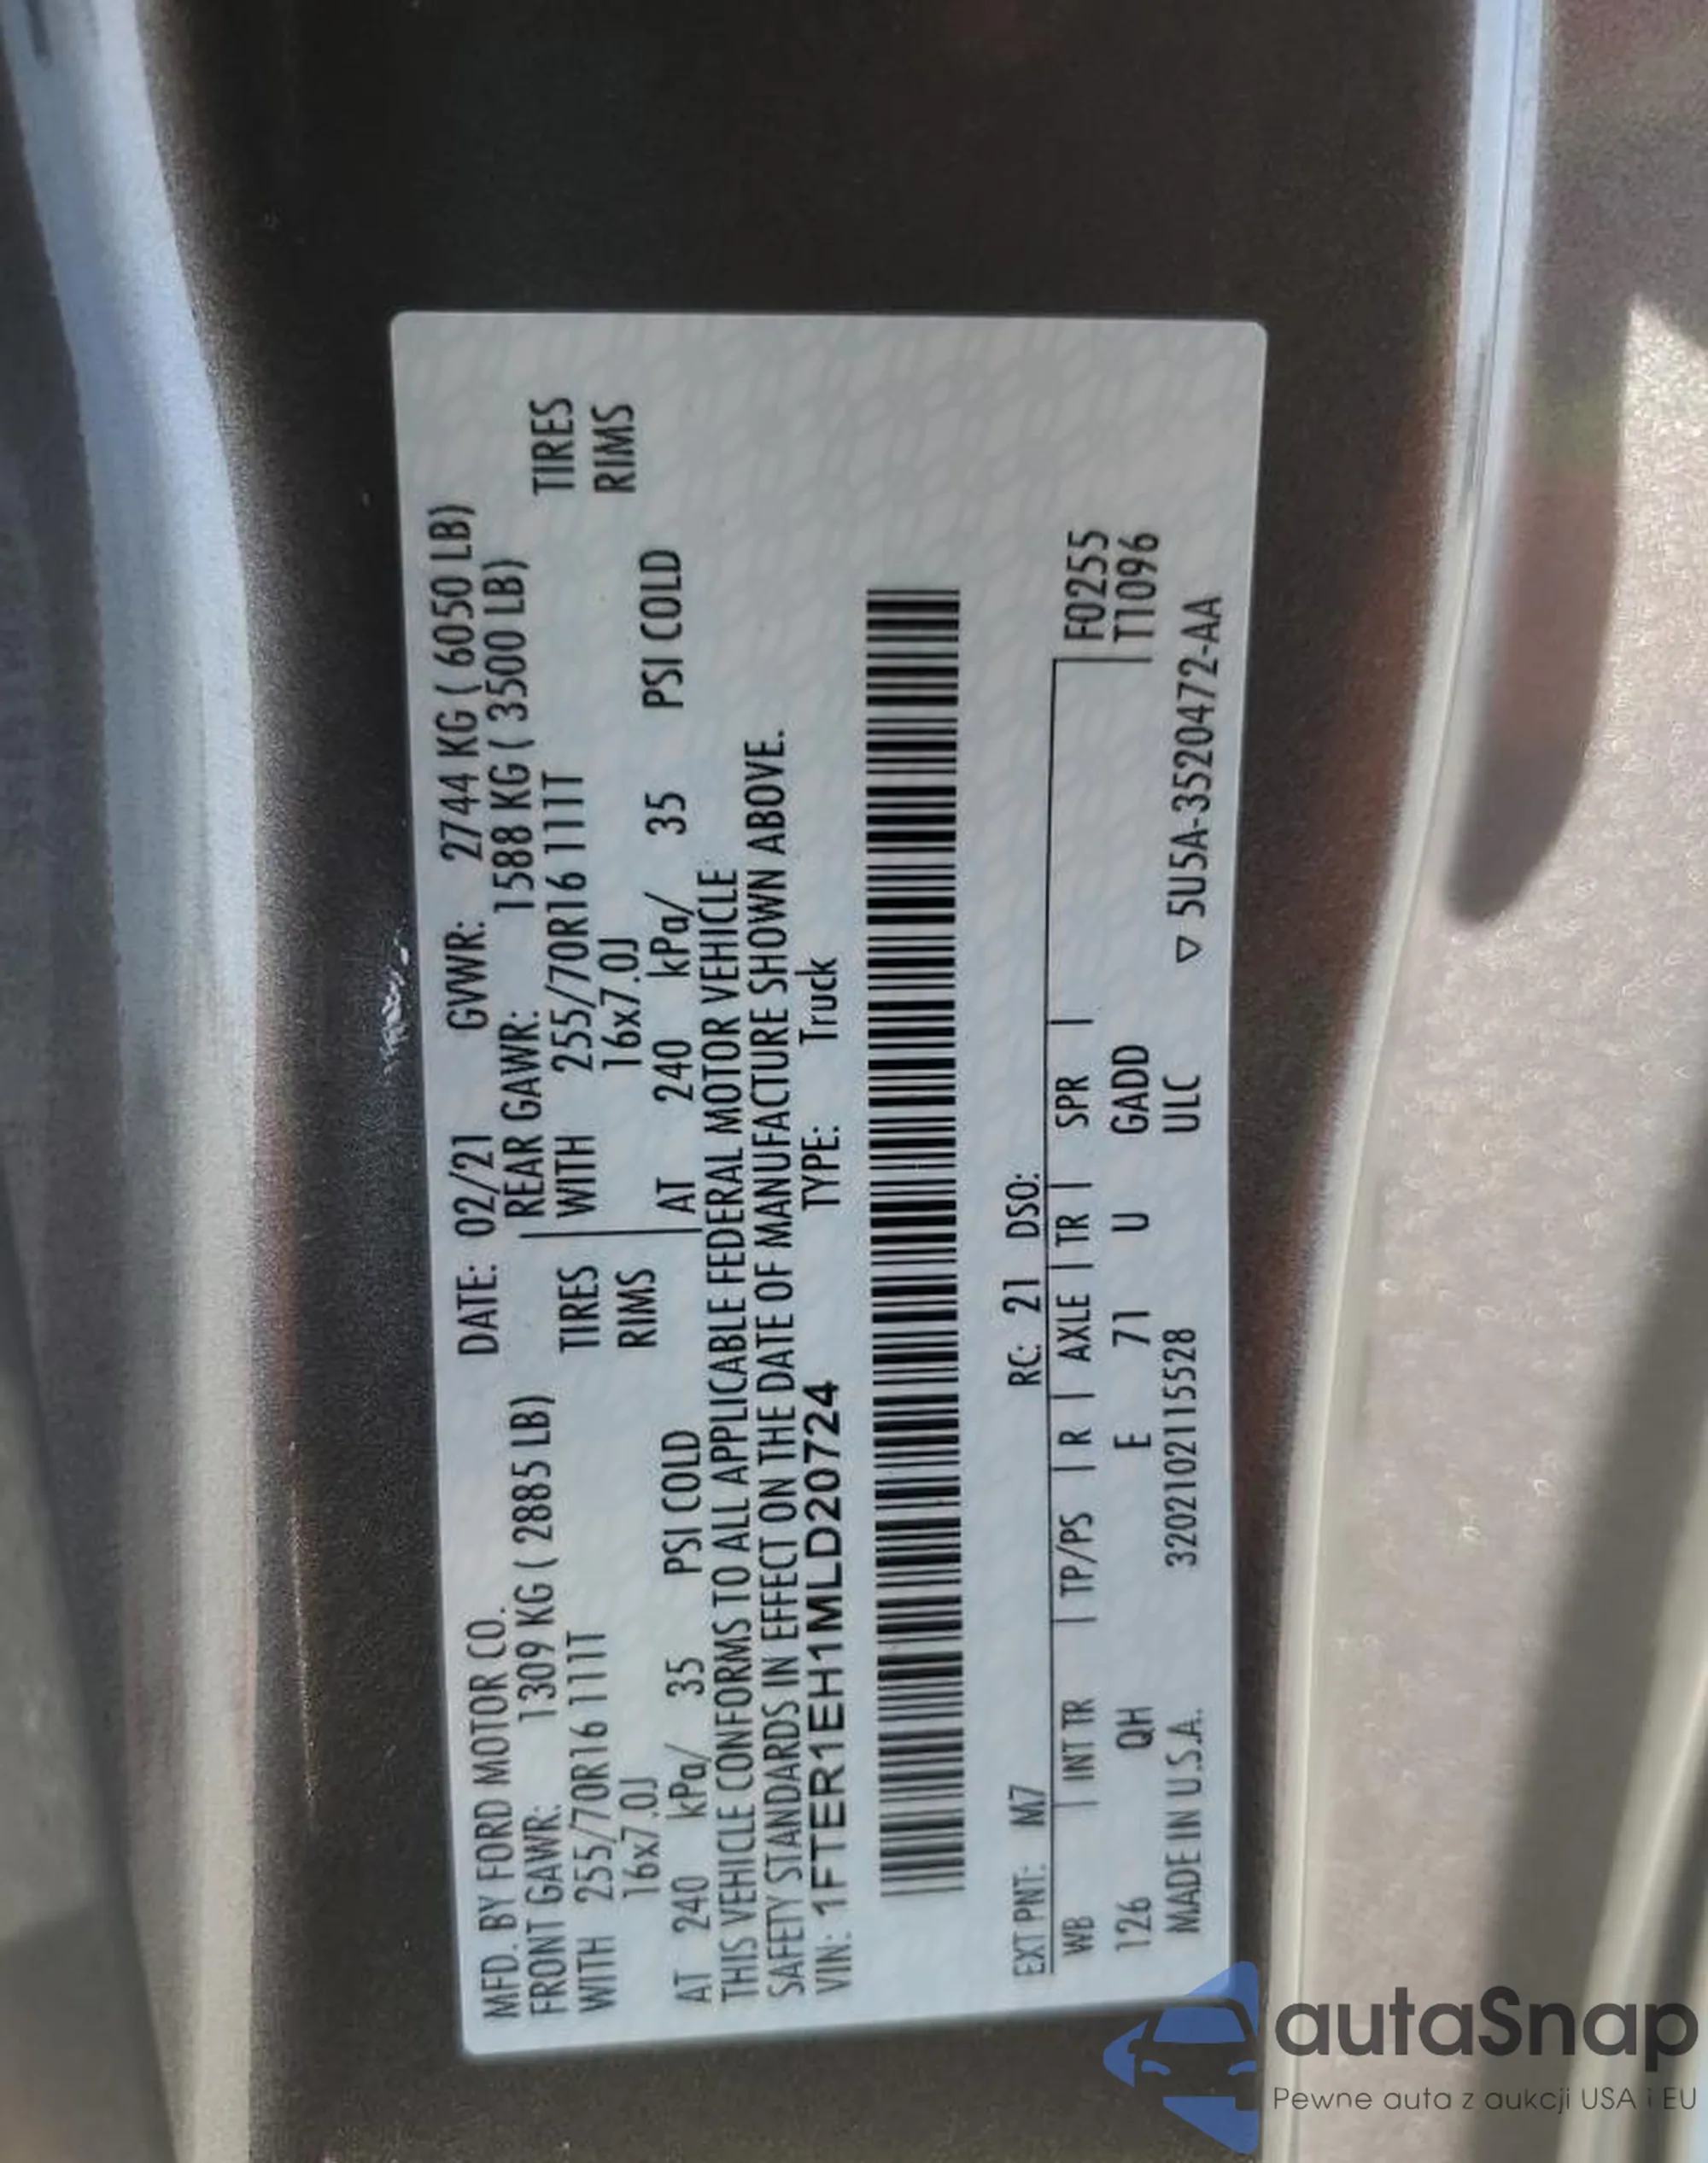 MFD. BY FORD MOTOR CO. DATE: 02/21 GVWR: 2744 KG ( 6050 LB)
FRONT GAWR: 1309 KG ( 2885 LB) REAR GAWR: 1588 KG ( 3500 LB)
WITH 255/70R16 111T TIRES WITH 255/70R16 111T TIRES
16x7.0J RIMS 16x7.0J RIMS
AT 240 kPa/ 35 PSI COLD AT 240 kPa/ 35 PSI COLD
THIS VEHICLE CONFORMS TO ALL APPLICABLE FEDERAL MOTOR VEHICLE
SAFETY STANDARDS IN EFFECT ON THE DATE OF MANUFACTURE SHOWN ABOVE.
VIN: 1FTER1EH1MLD20724 TYPE: Truck
EXT PNT: M7 RC: 21 DSO:
WB | INT TR | TP/PS | R | AXLE | TR | SPR | F0255
126 QH E 71 U GADD T1096
MADE IN U.S.A. 3202102115528 ULC ▽ 5U5A-3520472-AA
autaSnap
Pewne auta z aukcji USA i EU